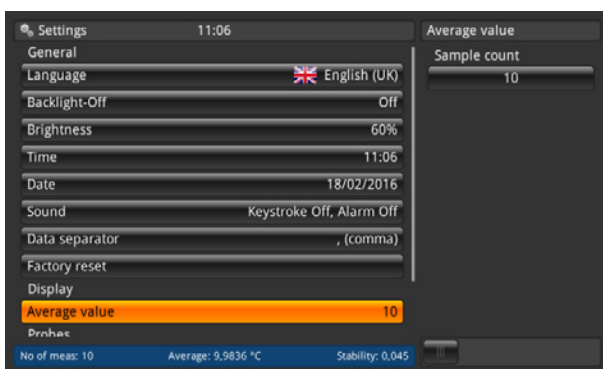 Settings 11:06
General
Language English (UK)
Backlight-Off Off
Brightness 60%
Time 11:06
Date 18/02/2016
Sound Keystroke Off, Alarm Off
Data separator , (comma)
Factory reset
Display
Average value 10
Probes
No of meas: 10 Average: 9,9836 °C Stability: 0,045
Average value
Sample count
10